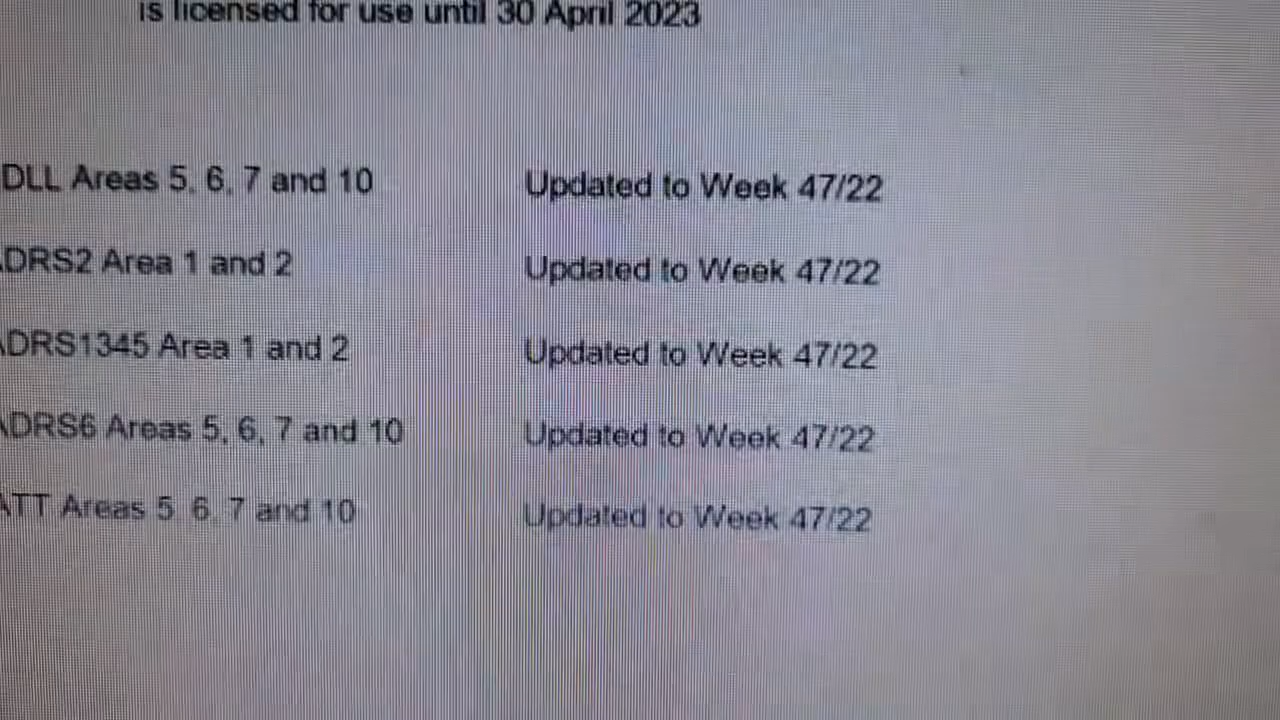 is licensed for use until 30 April 2023
DLL Areas 5, 6, 7 and 10 Updated to Week 47/22
DRS2 Area 1 and 2 Updated to Week 47/22
DRS1345 Area 1 and 2 Updated to Week 47/22
ADRS6 Areas 5, 6, 7 and 10 Updated to Week 47/22
ATT Areas 5 6, 7 and 10 Updated to Week 47/22